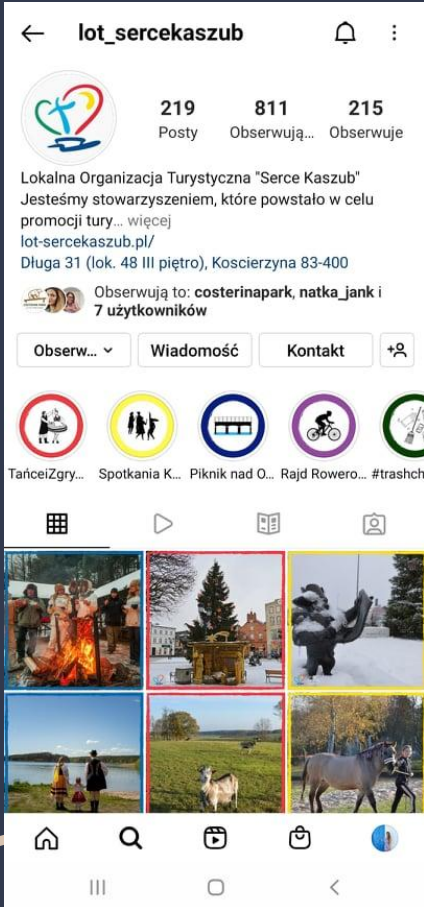 lot_sercekaszub
219 811 215
Posty Obserwują... Obserwuje
Lokalna Organizacja Turystyczna "Serce Kaszub"
Jesteśmy stowarzyszeniem, które powstało w celu
promocji tury... więcej
lot-sercekaszub.pl/
Długa 31 (lok. 48 III piętro), Koscierzyna 83-400
Obserwują to: costerinapark, natka_jank i
7 użytkowników
Obserw... Wiadomość Kontakt
TańceiZgry... Spotkania K... Piknik nad O... Rajd Rowero... #trashch